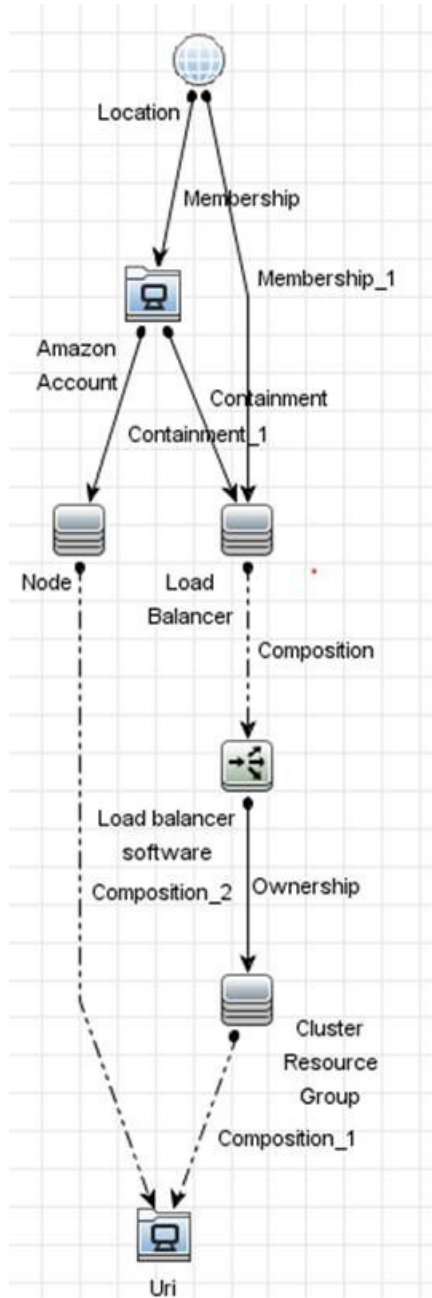 Location
Membership
Membership_1
Amazon
Account
Containment
Containment_1
Node
Load
Balancer
Composition
Load balancer
software
Composition_2
Ownership
Cluster
Resource
Group
Composition_1
Uri